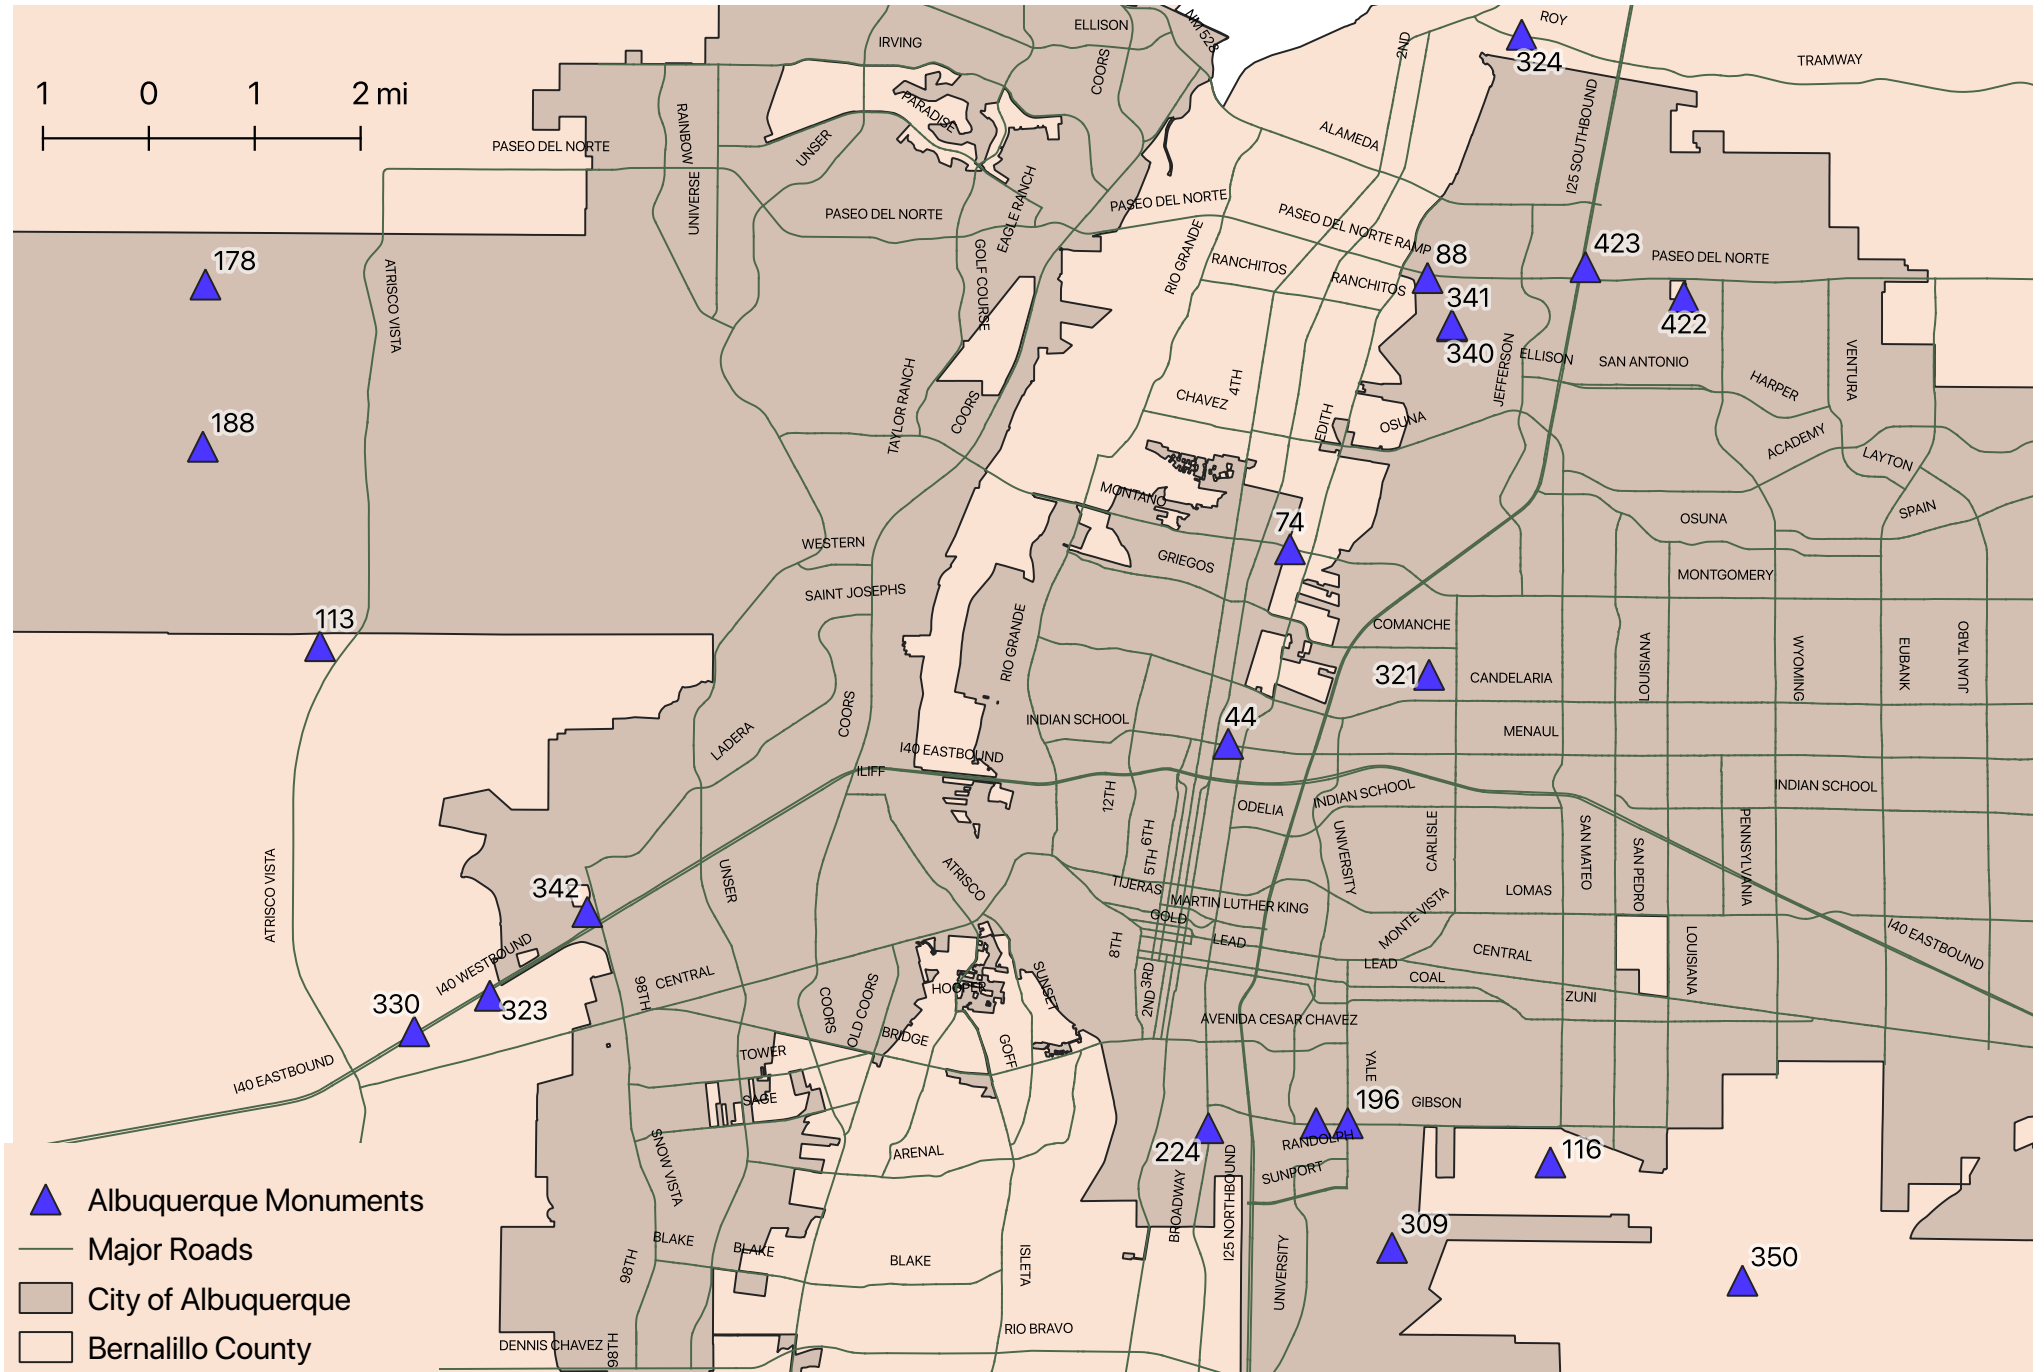 ROY
NM 528
ELLISON
IRVING
2ND
COORS
324
TRAMWAY
1 0 1 2 mi
PARADISE
RAINBOW
I25 SOUTHBOUND
ALAMEDA
PASEO DEL NORTE
UNSER
UNIVERSE
EAGLE RANCH
PASEO DEL NORTE
PASEO DEL NORTE
PASEO DEL NORTE RAMP
RIO GRANDE
88
423
PASEO DEL NORTE
178
ATRISCO VISTA
GOLF COURSE
RANCHITOS
RANCHITOS
341
422
340
ELLISON
SAN ANTONIO
JEFFERSON
VENTURA
HARPER
4TH
CHAVEZ
TAYLOR RANCH
COORS
EDITH
OSUNA
188
ACADEMY
LAYTON
MONTANO
SPAIN
OSUNA
74
WESTERN
GRIEGOS
MONTGOMERY
SAINT JOSEPHS
113
COMANCHE
RIO GRANDE
LOUISIANA
WYOMING
EUBANK
JUAN TABO
321
CANDELARIA
COORS
INDIAN SCHOOL
44
MENAUL
LADERA
I40 EASTBOUND
ILIFF
INDIAN SCHOOL
INDIAN SCHOOL
12TH
ODELIA
6TH
5TH
UNIVERSITY
CARLISLE
SAN MATEO
SAN PEDRO
PENNSYLVANIA
ATRISCO VISTA
UNSER
ATRISCO
342
TIJERAS
MARTIN LUTHER KING
LOMAS
GOLD
MONTE VISTA
8TH
LEAD
I40 EASTBOUND
I40 WESTBOUND
CENTRAL
LOUISIANA
LEAD
COAL
CENTRAL
98TH
HOOPER
SUNSET
3RD
2ND
ZUNI
330
323
COORS
OLD COORS
AVENIDA CESAR CHAVEZ
BRIDGE
GOFF
TOWER
YALE
I40 EASTBOUND
SAGE
196
GIBSON
RANDOLPH
224
116
ARENAL
SNOW VISTA
SUNPORT
BROADWAY
I25 NORTHBOUND
Albuquerque Monuments
309
BLAKE
BLAKE
BLAKE
Major Roads
350
98TH
ISLETA
UNIVERSITY
City of Albuquerque
RIO BRAVO
DENNIS CHAVEZ
98TH
Bernalillo County